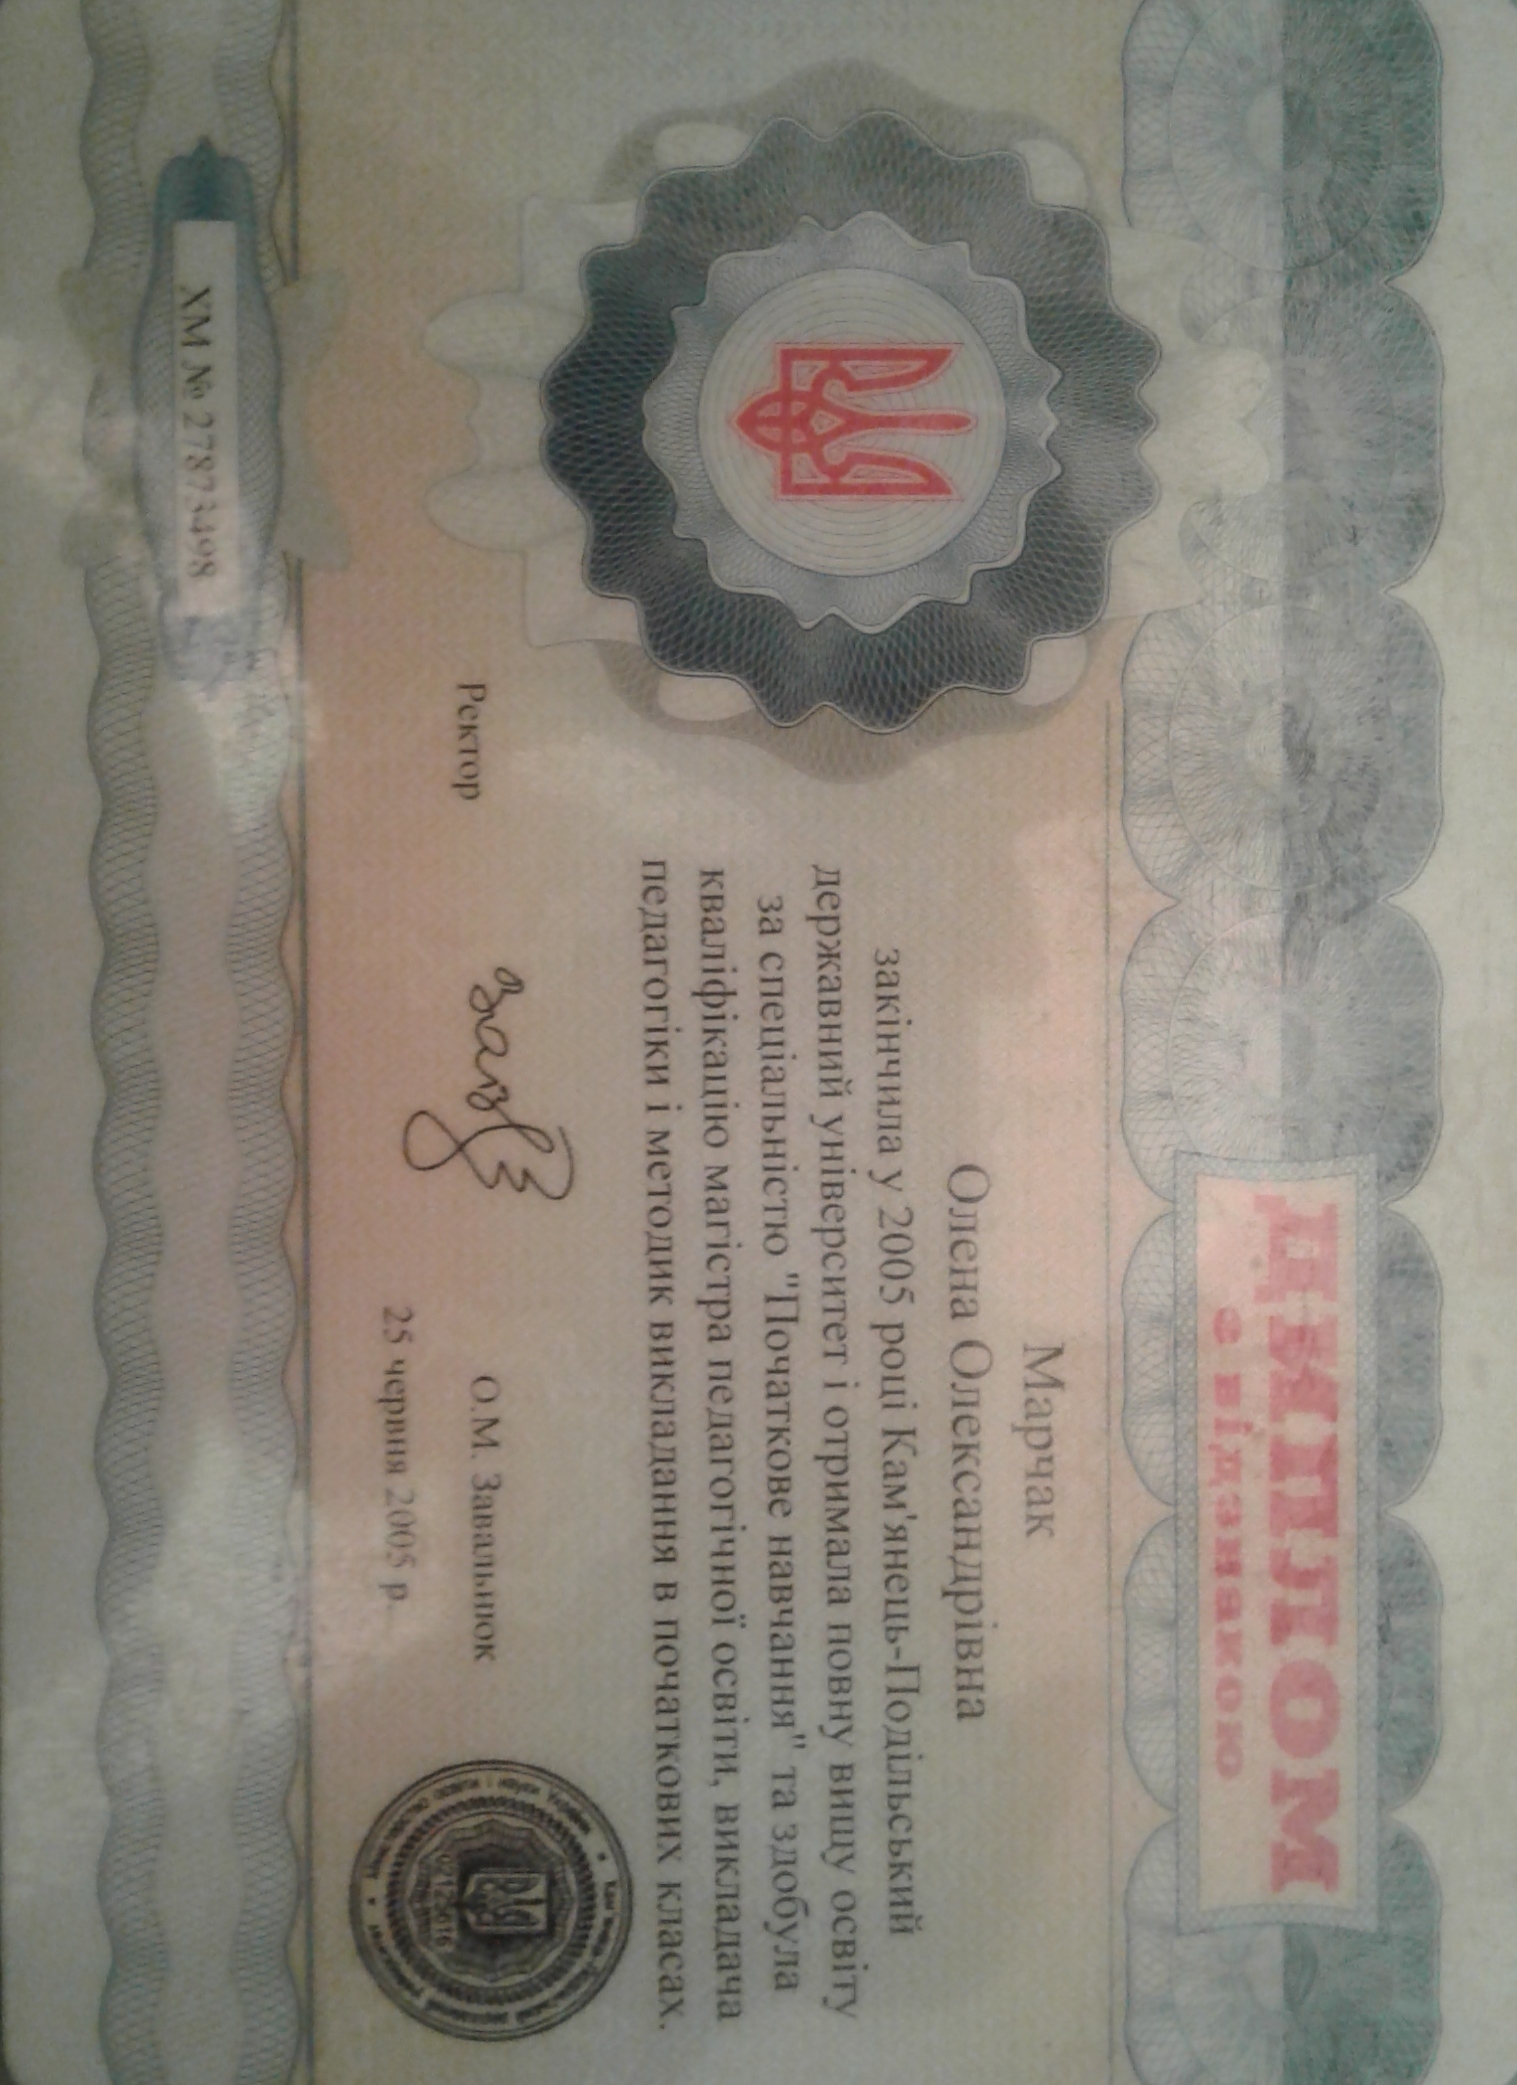 ДИПЛОМ
з відзнакою
Марчак
Олена Олександрівна
закінчила у 2005 році Кам'янець-Подільський
державний університет і отримала повну вищу освіту
за спеціальністю "Початкове навчання" та здобула
кваліфікацію магістра педагогічної освіти, викладача
педагогіки і методик викладання в початкових класах.
Ректор
О.М. Завальнюк
25 червня 2005 р.
ХМ № 27873498